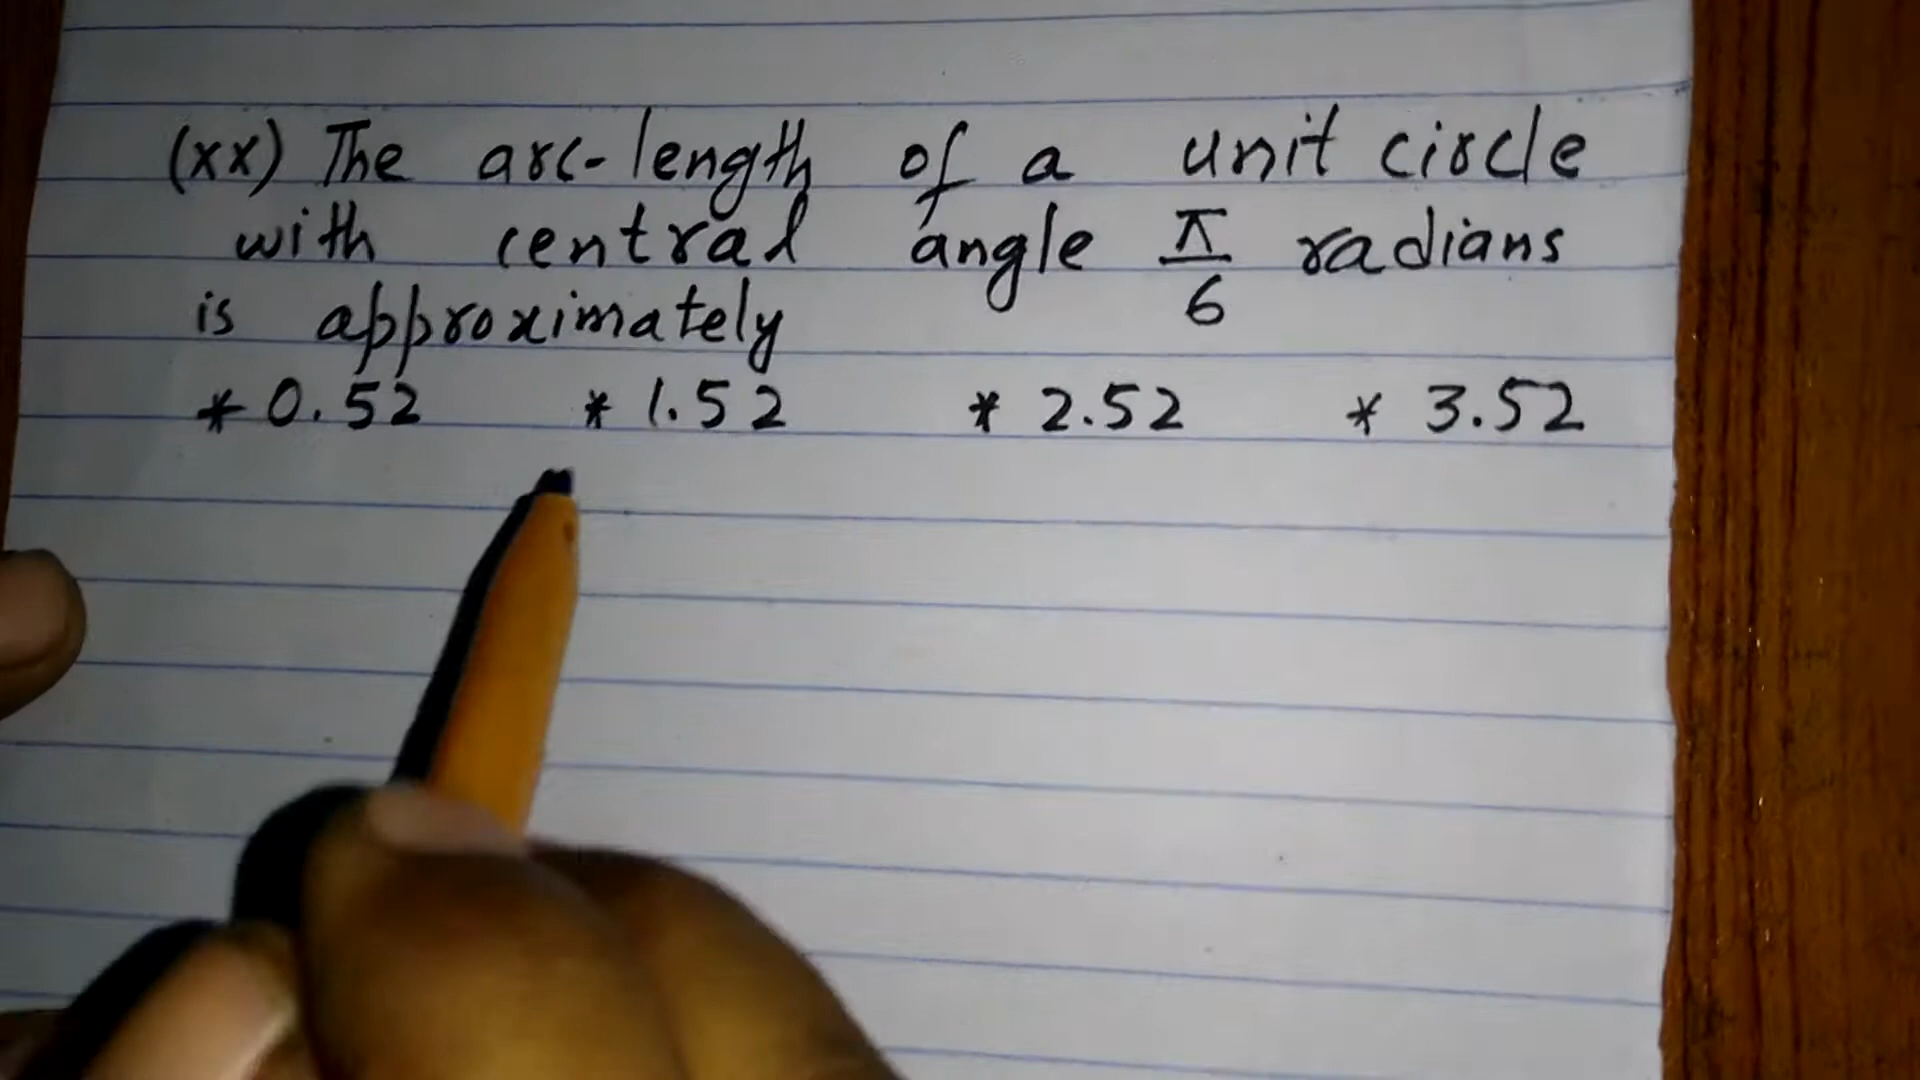 (xx) The arc-length of a unit circle
with central angle π/6 radians
is approximately
* 0.52 * 1.52 * 2.52 * 3.52